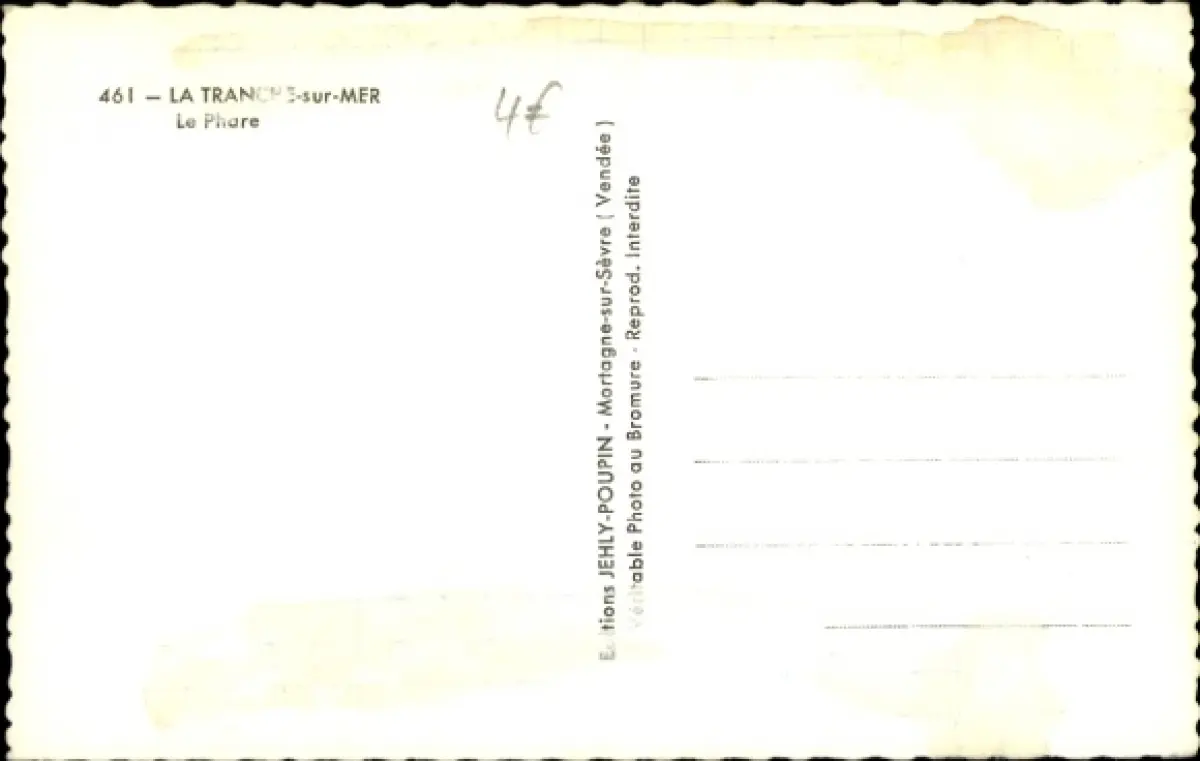 461 — LA TRANCHE-sur-MER
Le Phare
4€
Editions JEHLY-POUPIN - Mortagne-sur-Sèvre ( Vendée )
Véritable Photo au Bromure - Reprod. Interdite